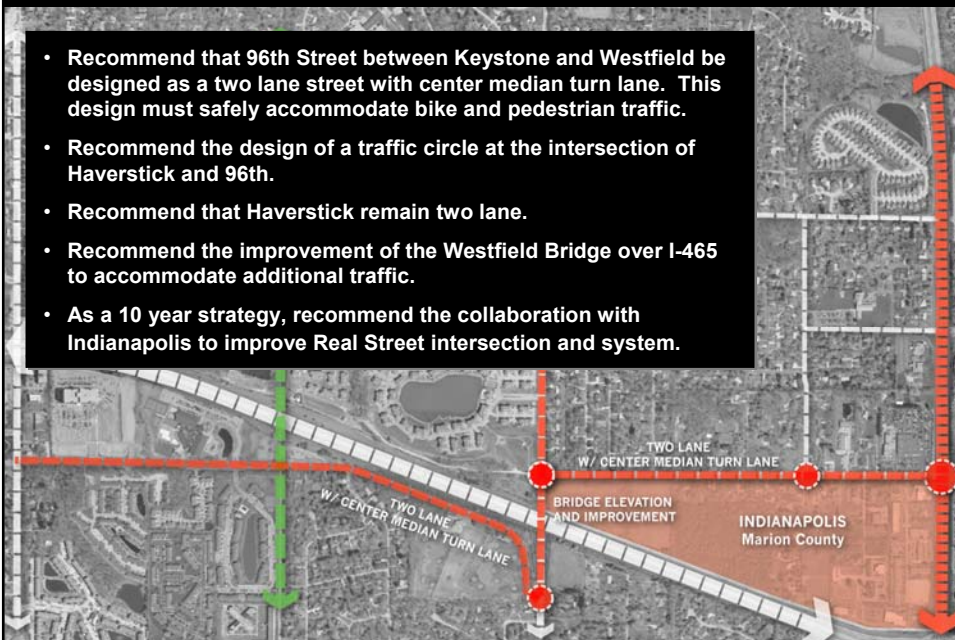 • Recommend that 96th Street between Keystone and Westfield be
designed as a two lane street with center median turn lane. This
design must safely accommodate bike and pedestrian traffic.
• Recommend the design of a traffic circle at the intersection of
Haverstick and 96th.
• Recommend that Haverstick remain two lane.
• Recommend the improvement of the Westfield Bridge over I-465
to accommodate additional traffic.
• As a 10 year strategy, recommend the collaboration with
Indianapolis to improve Real Street intersection and system.
TWO LANE
W/ CENTER MEDIAN TURN LANE
TWO LANE
W/ CENTER MEDIAN TURN LANE
BRIDGE ELEVATION
AND IMPROVEMENT
INDIANAPOLIS
Marion County